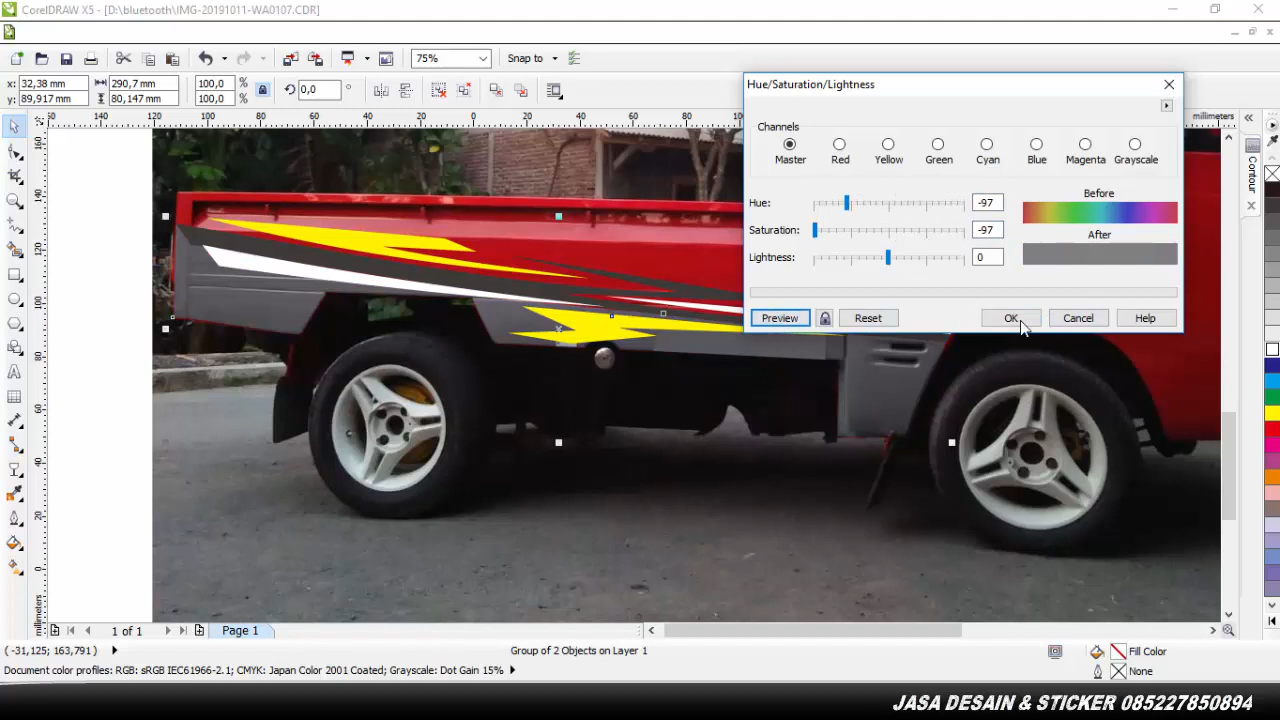 CorelDRAW X5 - [D:\bluetooth\IMG-20191011-WA0107.CDR]
75%
Snap to
x: 32,38 mm
y: 89,917 mm
290,7 mm
80,147 mm
100,0 %
100,0 %
0,0 °
millimeters
Hue/Saturation/Lightness
Channels
Master Red Yellow Green Cyan Blue Magenta Grayscale
Hue: -97
Saturation: -97
Lightness: 0
Before
After
Preview Reset OK Cancel Help
Contour
millimeters
1 of 1
Page 1
( -31,125; 163,791 )
Group of 2 Objects on Layer 1
Fill Color
Document color profiles: RGB: sRGB IEC61966-2.1; CMYK: Japan Color 2001 Coated; Grayscale: Dot Gain 15%
None
JASA DESAIN & STICKER 085227850894